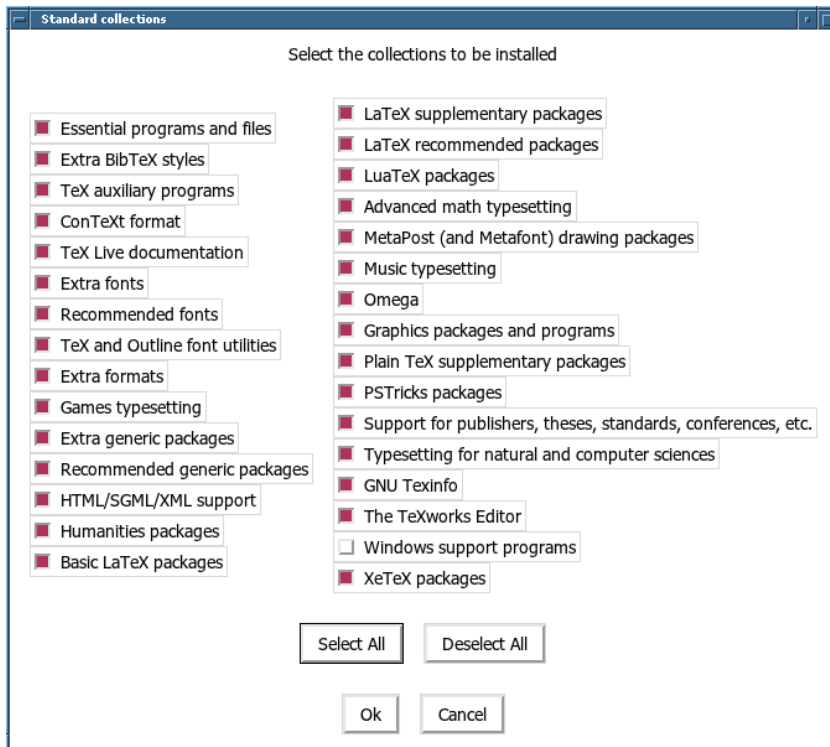 Standard collections
Select the collections to be installed
Essential programs and files
Extra BibTeX styles
TeX auxiliary programs
ConTeXt format
TeX Live documentation
Extra fonts
Recommended fonts
TeX and Outline font utilities
Extra formats
Games typesetting
Extra generic packages
Recommended generic packages
HTML/SGML/XML support
Humanities packages
Basic LaTeX packages
LaTeX supplementary packages
LaTeX recommended packages
LuaTeX packages
Advanced math typesetting
MetaPost (and Metafont) drawing packages
Music typesetting
Omega
Graphics packages and programs
Plain TeX supplementary packages
PSTricks packages
Support for publishers, theses, standards, conferences, etc.
Typesetting for natural and computer sciences
GNU Texinfo
The TeXworks Editor
Windows support programs
XeTeX packages
Select All
Deselect All
Ok
Cancel